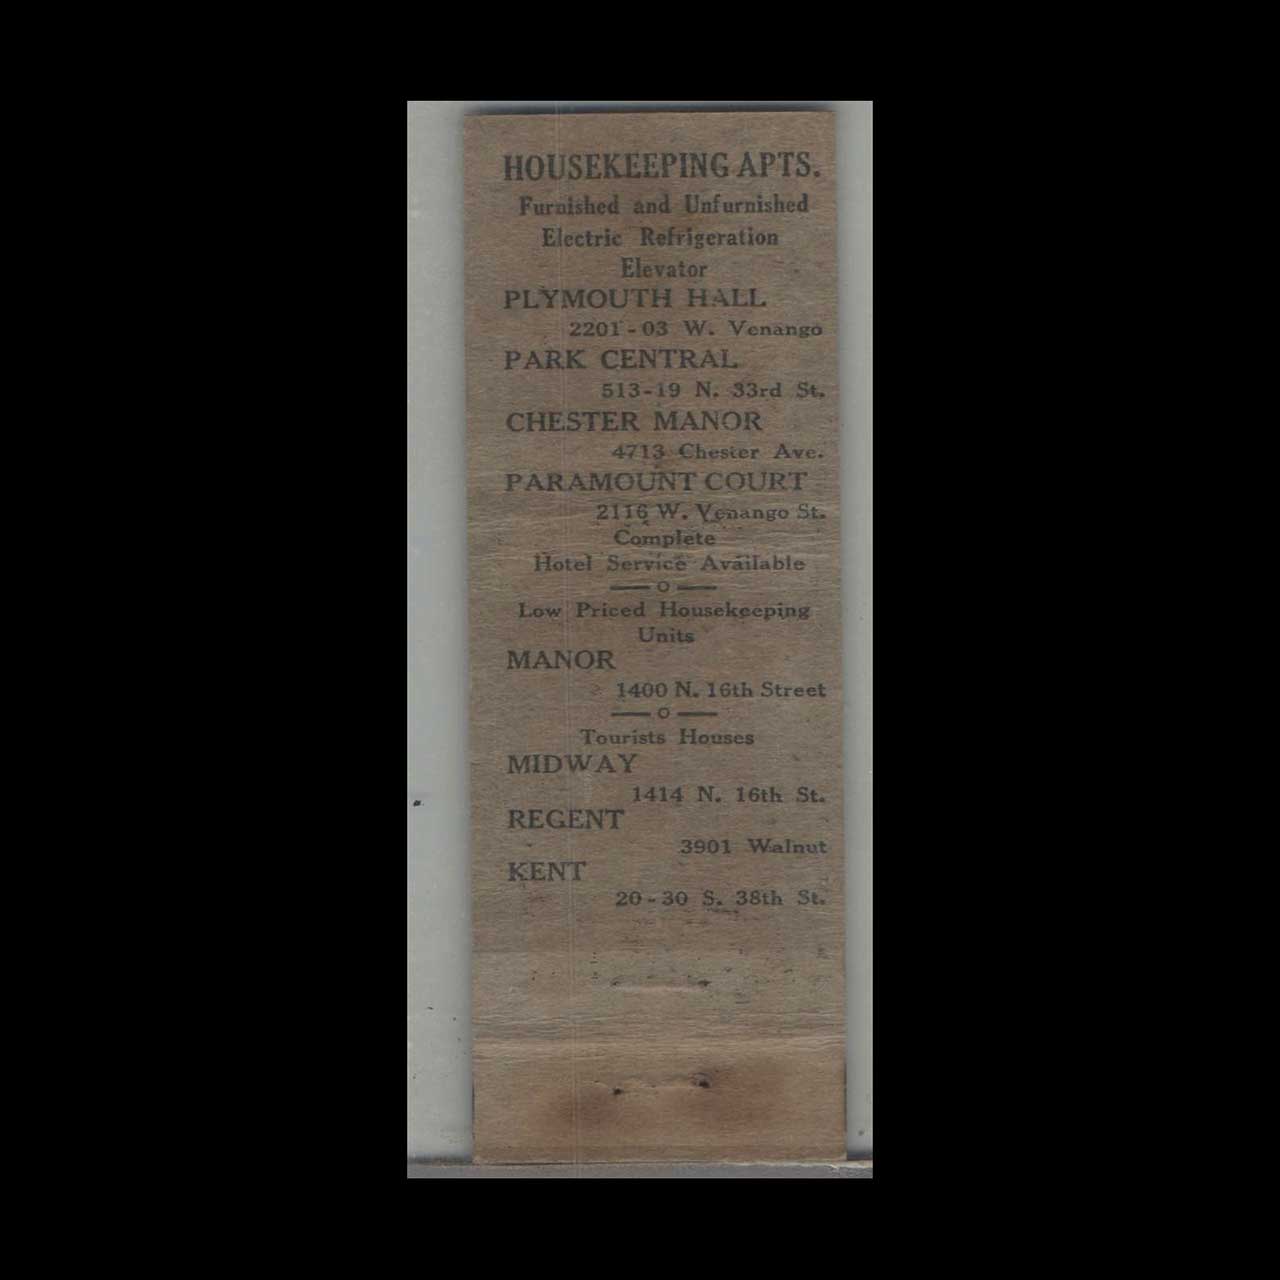 HOUSEKEEPING APTS.
Furnished and Unfurnished
Electric Refrigeration
Elevator
PLYMOUTH HALL
2201-03 W. Venango
PARK CENTRAL
513-19 N. 33rd St.
CHESTER MANOR
4713 Chester Ave.
PARAMOUNT COURT
2116 W. Venango St.
Complete
Hotel Service Available
Low Priced Housekeeping
Units
MANOR
1400 N. 16th Street
Tourists Houses
MIDWAY
1414 N. 16th St.
REGENT
3901 Walnut
KENT
20-30 S. 38th St.